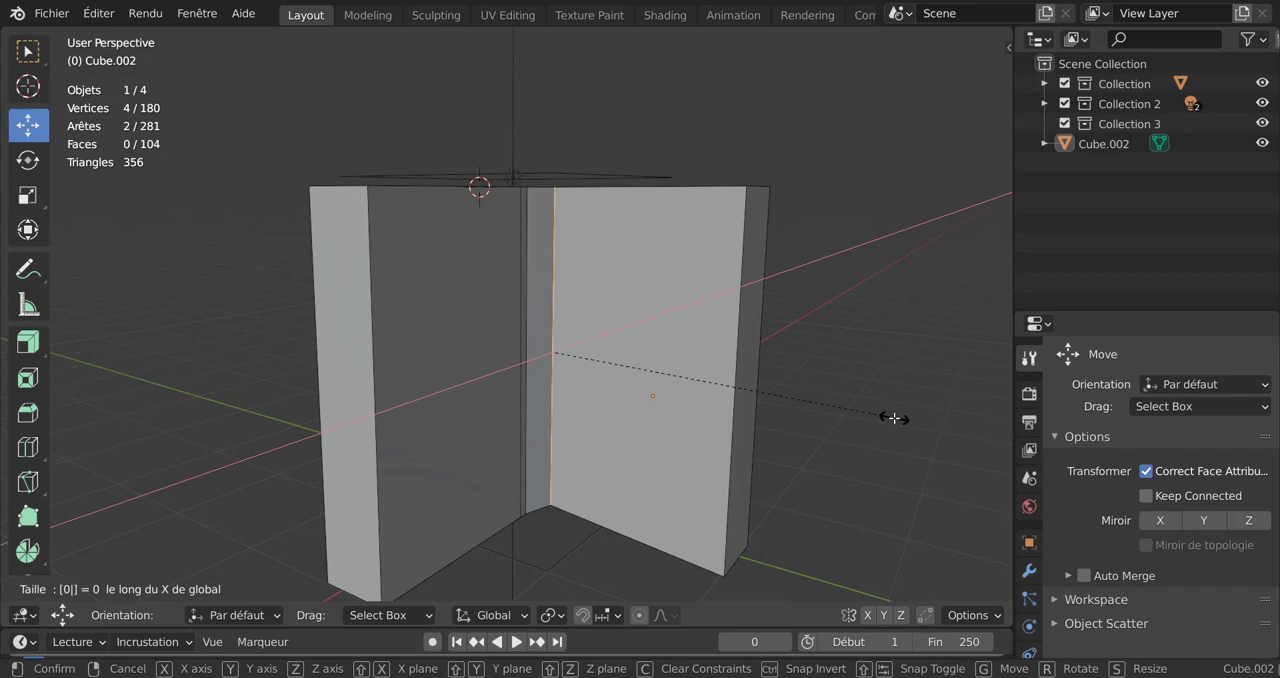 Fichier Éditer Rendu Fenêtre Aide Layout Modeling Sculpting UV Editing Texture Paint Shading Animation Rendering Com Scene View Layer
User Perspective
(0) Cube.002
Objets 1 / 4
Vertices 4 / 180
Arêtes 2 / 281
Faces 0 / 104
Triangles 356
Scene Collection
Collection
Collection 2 2
Collection 3
Cube.002
Move
Orientation Par défaut
Drag: Select Box
Options
Transformer Correct Face Attribu...
Keep Connected
Miroir X Y Z
Miroir de topologie
Auto Merge
Workspace
Object Scatter
Taille : [0|] = 0 le long du X de global
Orientation: Par défaut Drag: Select Box Global X Y Z Options
Lecture Incrustation Vue Marqueur 0 Début 1 Fin 250
Confirm Cancel X X axis Y Y axis Z Z axis X X plane Y Y plane Z Z plane C Clear Constraints Ctrl Snap Invert Snap Toggle G Move R Rotate S Resize Cube.002